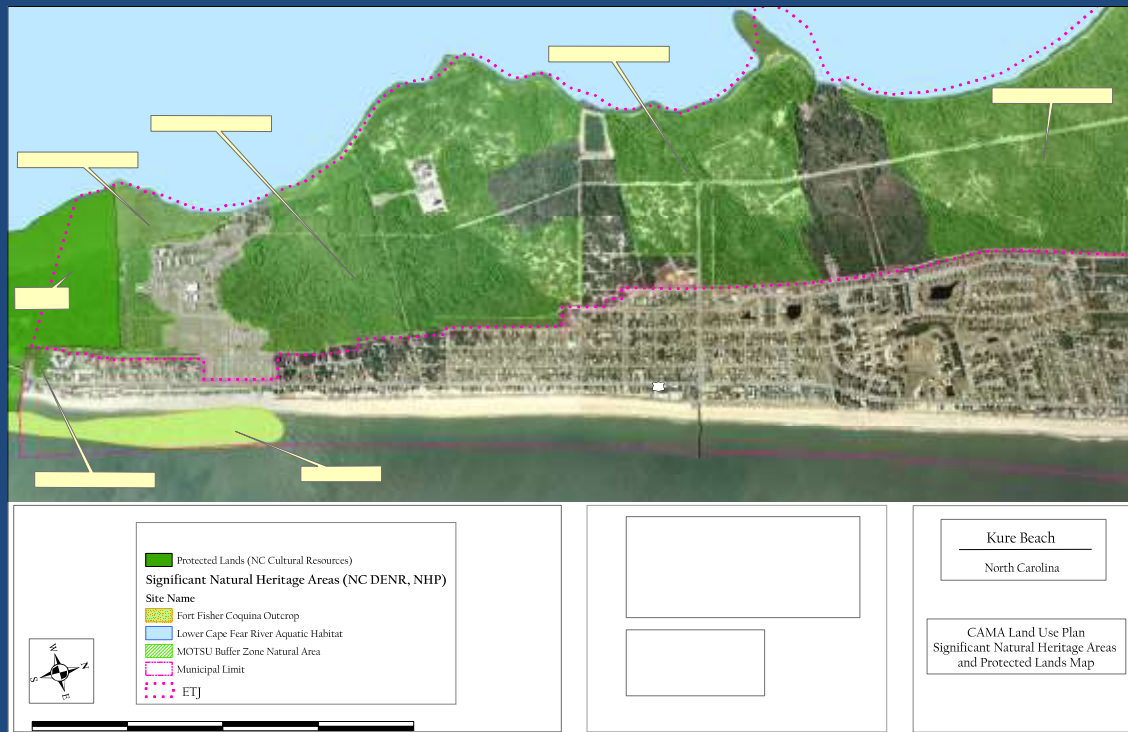 Protected Lands (NC Cultural Resources)
Significant Natural Heritage Areas (NC DENR, NHP)
Site Name
Fort Fisher Coquina Outcrop
Lower Cape Fear River Aquatic Habitat
MOTSU Buffer Zone Natural Area
Municipal Limit
ETJ
W
N
S
E
Kure Beach
North Carolina
CAMA Land Use Plan
Significant Natural Heritage Areas
and Protected Lands Map